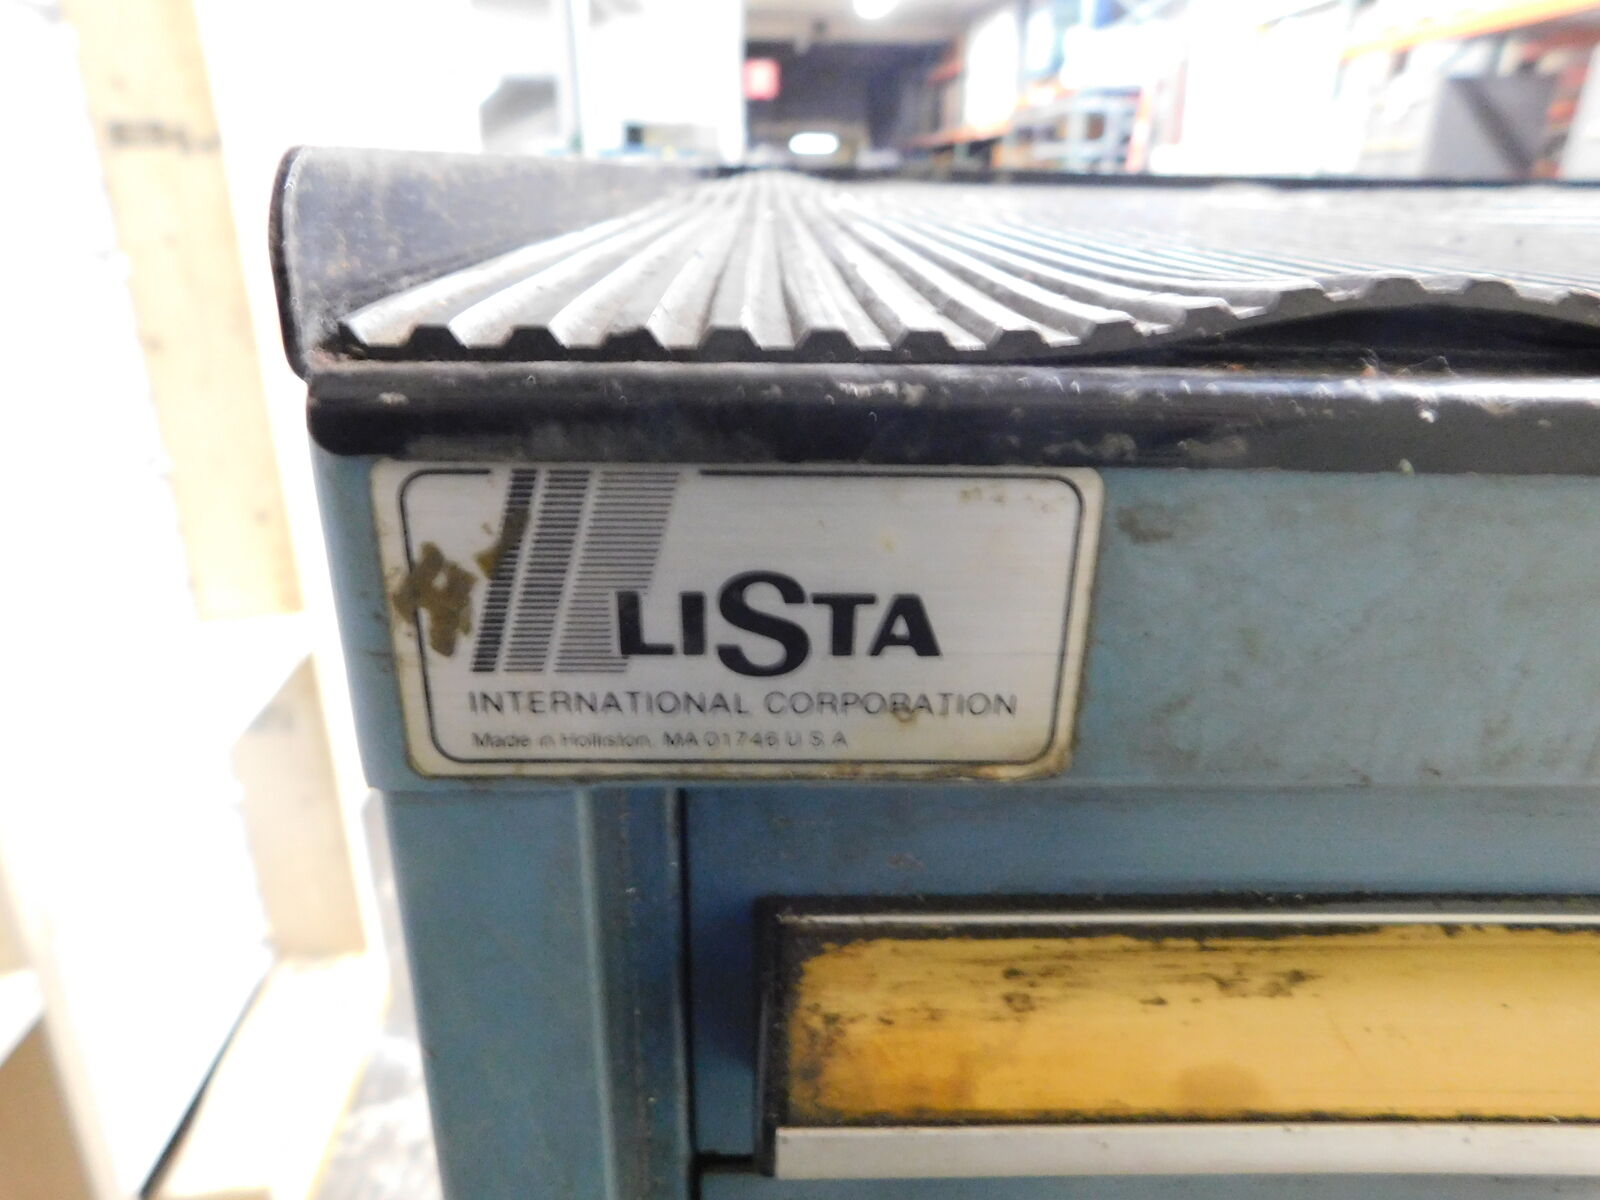 LISTA
INTERNATIONAL CORPORATION
Made in Holliston, MA 01746 U S A